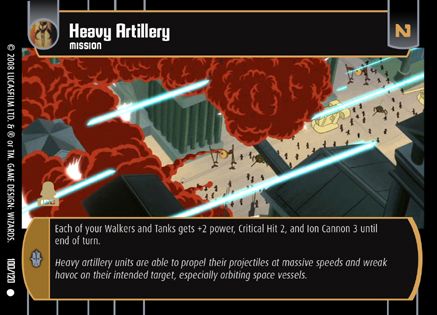 Heavy Artillery
MISSION
N
© 2008 LUCASFILM LTD. & ® or TM. GAME DESIGN: WIZARDS.
100/120
Each of your Walkers and Tanks gets +2 power, Critical Hit 2, and Ion Cannon 3 until
end of turn.
Heavy artillery units are able to propel their projectiles at massive speeds and wreak
havoc on their intended target, especially orbiting space vessels.